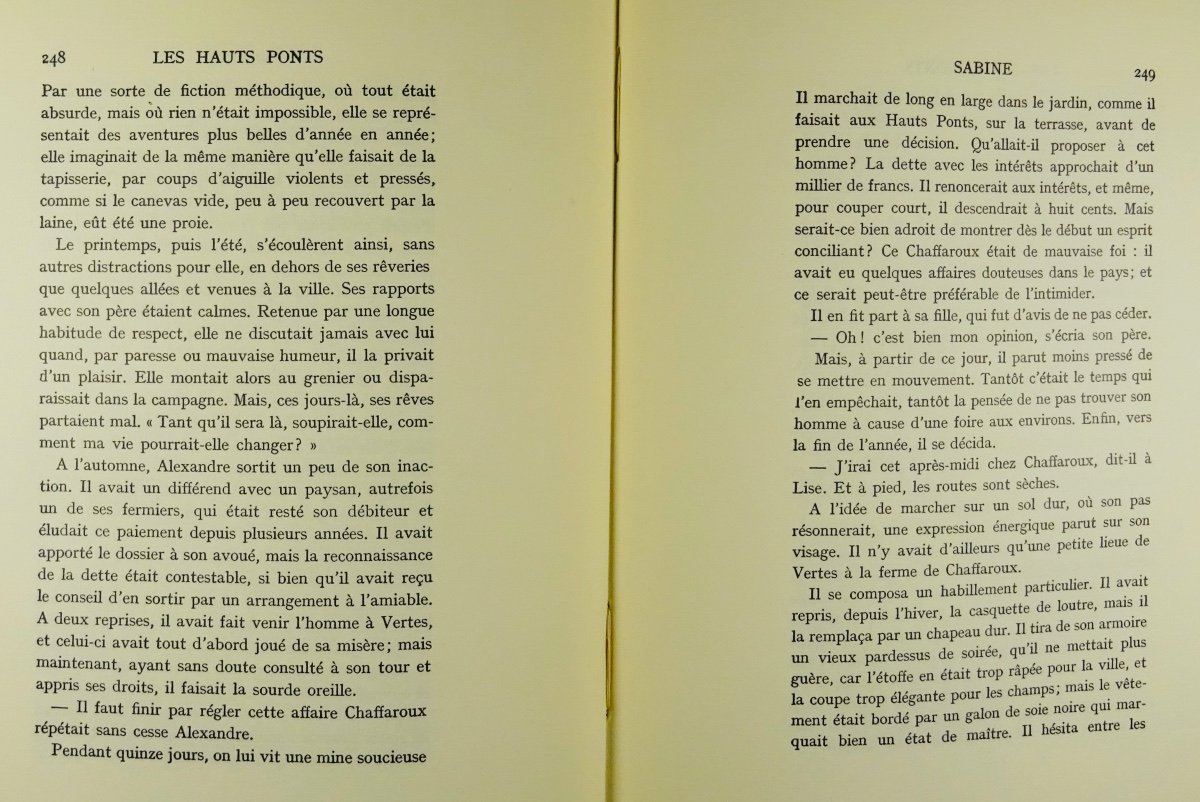 248 LES HAUTS PONTS
Par une sorte de fiction méthodique, où tout était
absurde, mais où rien n'était impossible, elle se repré-
sentait des aventures plus belles d'année en année;
elle imaginait de la même manière qu'elle faisait de la
tapisserie, par coups d'aiguille violents et pressés,
comme si le canevas vide, peu à peu recouvert par la
laine, eût été une proie.
Le printemps, puis l'été, s'écoulèrent ainsi, sans
autres distractions pour elle, en dehors de ses rêveries
que quelques allées et venues à la ville. Ses rapports
avec son père étaient calmes. Retenue par une longue
habitude de respect, elle ne discutait jamais avec lui
quand, par paresse ou mauvaise humeur, il la privait
d'un plaisir. Elle montait alors au grenier ou dispa-
raissait dans la campagne. Mais, ces jours-là, ses rêves
partaient mal. « Tant qu'il sera là, soupirait-elle, com-
ment ma vie pourrait-elle changer? »
A l'automne, Alexandre sortit un peu de son inac-
tion. Il avait un différend avec un paysan, autrefois
un de ses fermiers, qui était resté son débiteur et
éludait ce paiement depuis plusieurs années. Il avait
apporté le dossier à son avoué, mais la reconnaissance
de la dette était contestable, si bien qu'il avait reçu
le conseil d'en sortir par un arrangement à l'amiable.
A deux reprises, il avait fait venir l'homme à Vertes,
et celui-ci avait tout d'abord joué de sa misère; mais
maintenant, ayant sans doute consulté à son tour et
appris ses droits, il faisait la sourde oreille.
— Il faut finir par régler cette affaire Chaffaroux
répétait sans cesse Alexandre.
Pendant quinze jours, on lui vit une mine soucieuse
SABINE 249
Il marchait de long en large dans le jardin, comme il
faisait aux Hauts Ponts, sur la terrasse, avant de
prendre une décision. Qu'allait-il proposer à cet
homme? La dette avec les intérêts approchait d'un
millier de francs. Il renoncerait aux intérêts, et même,
pour couper court, il descendrait à huit cents. Mais
serait-ce bien adroit de montrer dès le début un esprit
conciliant? Ce Chaffaroux était de mauvaise foi : il
avait eu quelques affaires douteuses dans le pays; et
ce serait peut-être préférable de l'intimider.
Il en fit part à sa fille, qui fut d'avis de ne pas céder.
— Oh! c'est bien mon opinion, s'écria son père.
Mais, à partir de ce jour, il parut moins pressé de
se mettre en mouvement. Tantôt c'était le temps qui
l'en empêchait, tantôt la pensée de ne pas trouver son
homme à cause d'une foire aux environs. Enfin, vers
la fin de l'année, il se décida.
— J'irai cet après-midi chez Chaffaroux, dit-il à
Lise. Et à pied, les routes sont sèches.
A l'idée de marcher sur un sol dur, où son pas
résonnerait, une expression énergique parut sur son
visage. Il n'y avait d'ailleurs qu'une petite lieue de
Vertes à la ferme de Chaffaroux.
Il se composa un habillement particulier. Il avait
repris, depuis l'hiver, la casquette de loutre, mais il
la remplaça par un chapeau dur. Il tira de son armoire
un vieux pardessus de soirée, qu'il ne mettait plus
guère, car l'étoffe en était trop râpée pour la ville, et
la coupe trop élégante pour les champs; mais le vête-
ment était bordé par un galon de soie noire qui mar-
quait bien un état de maître. Il hésita entre les